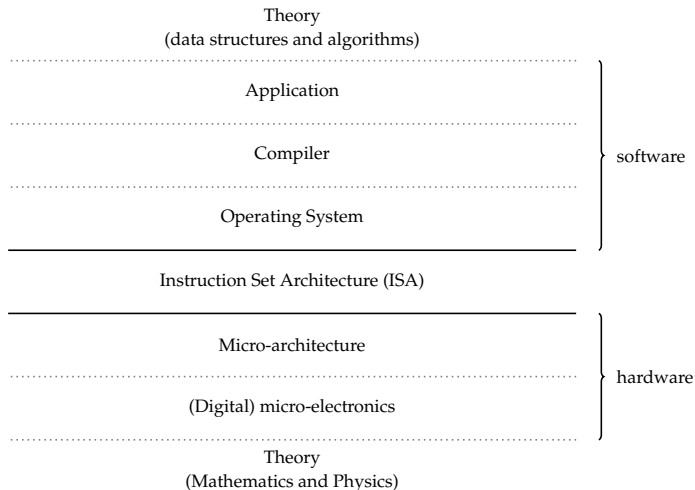 Theory
(data structures and algorithms)
Application
Compiler
software
Operating System
Instruction Set Architecture (ISA)
Micro-architecture
hardware
(Digital) micro-electronics
Theory
(Mathematics and Physics)